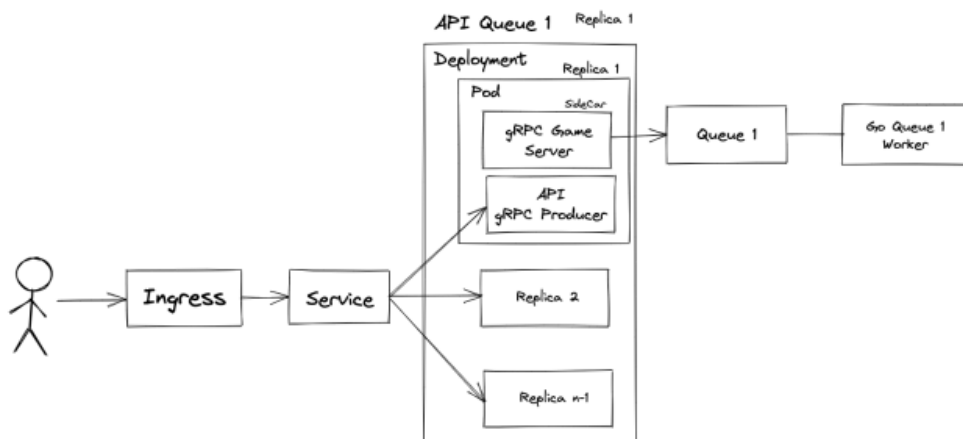 API Queue 1
Replica 1
Deployment
Replica 1
Pod
SideCar
gRPC Game
Server
Queue 1
Go Queue 1
Worker
API
gRPC Producer
Ingress
Service
Replica 2
Replica n-1